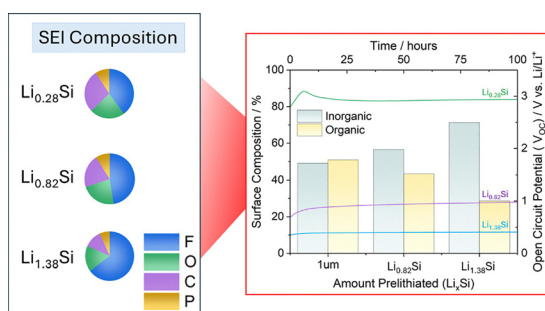 SEI Composition
Li0.28Si
Li0.82Si
Li1.38Si
F
O
C
P
Time / hours
0 25 50 75 100
Surface Composition / %
100
80
60
40
20
0
Inorganic
Organic
Li0.28Si
Li0.82Si
Li1.38Si
3
2
1
0
Open Circuit Potential (VOC) / V vs. Li/Li+
1um Li0.82Si Li1.38Si
Amount Prelithiated (LixSi)